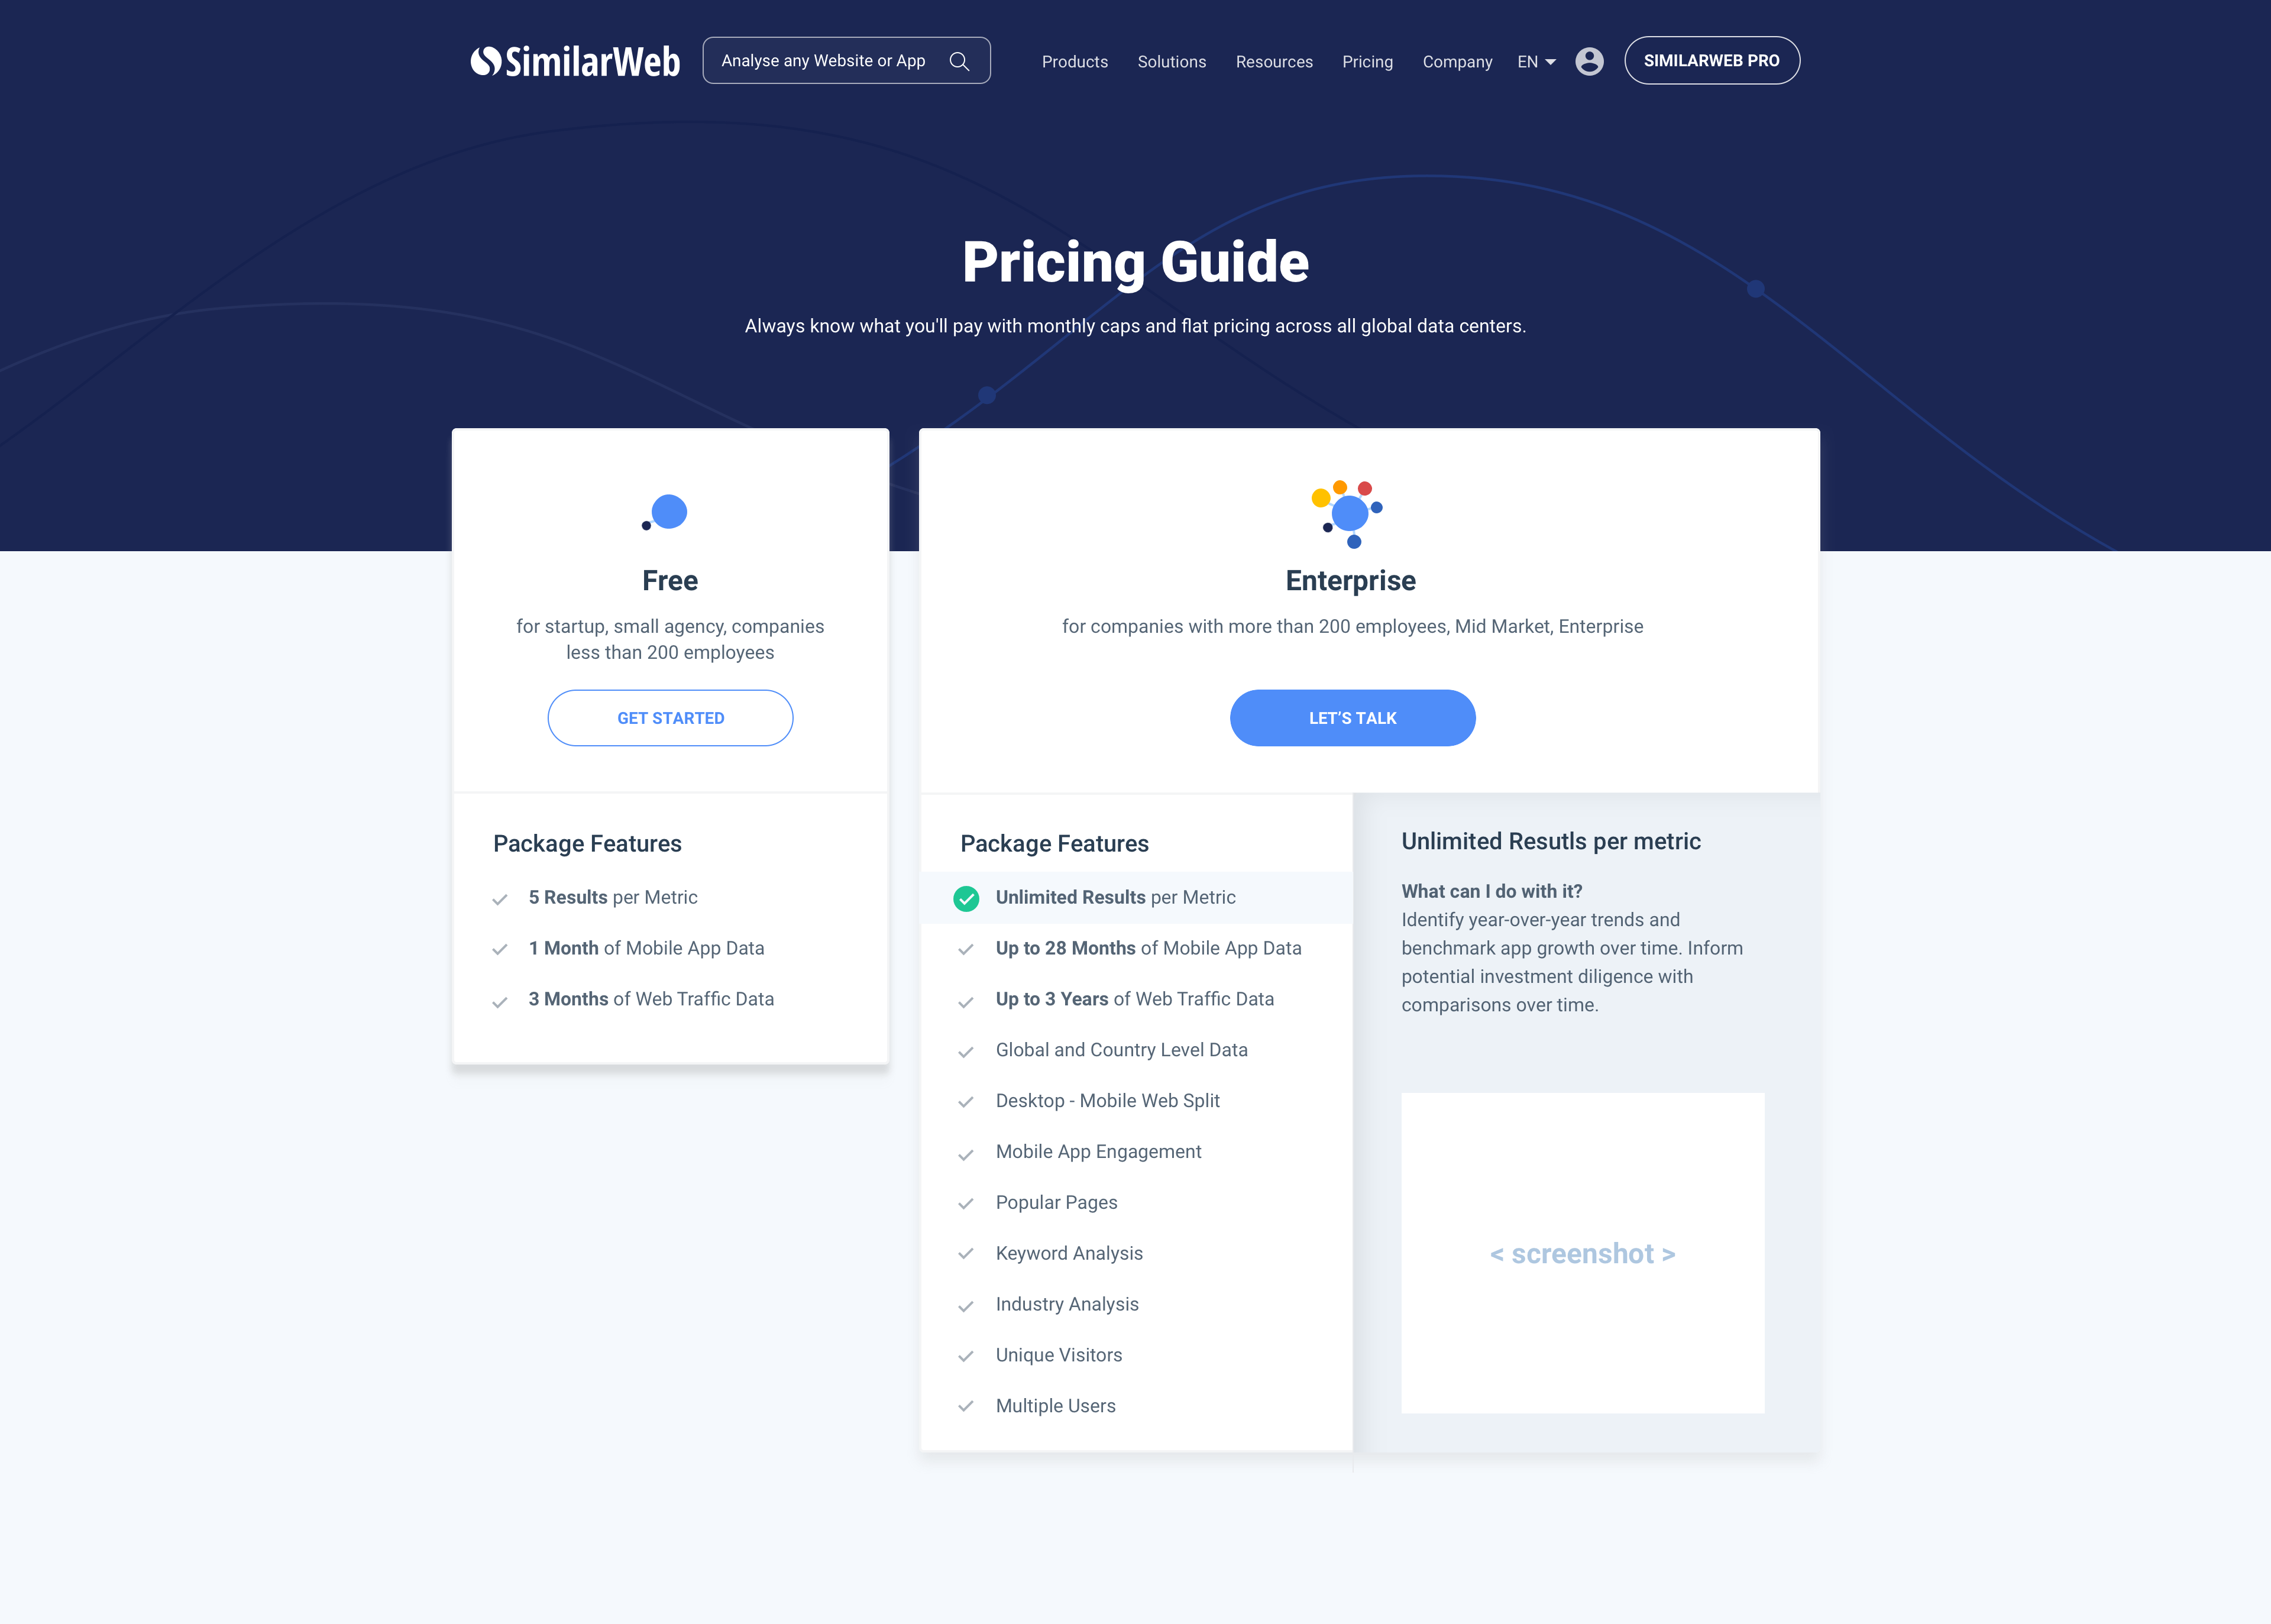 SimilarWeb
Analyse any Website or App
Products
Solutions
Resources
Pricing
Company
EN
SIMILARWEB PRO
Pricing Guide
Always know what you'll pay with monthly caps and flat pricing across all global data centers.
Free
for startup, small agency, companies
less than 200 employees
GET STARTED
Package Features
5 Results per Metric
1 Month of Mobile App Data
3 Months of Web Traffic Data
Enterprise
for companies with more than 200 employees, Mid Market, Enterprise
LET’S TALK
Package Features
Unlimited Results per Metric
Up to 28 Months of Mobile App Data
Up to 3 Years of Web Traffic Data
Global and Country Level Data
Desktop - Mobile Web Split
Mobile App Engagement
Popular Pages
Keyword Analysis
Industry Analysis
Unique Visitors
Multiple Users
Unlimited Resutls per metric
What can I do with it?
Identify year-over-year trends and
benchmark app growth over time. Inform
potential investment diligence with
comparisons over time.
< screenshot >